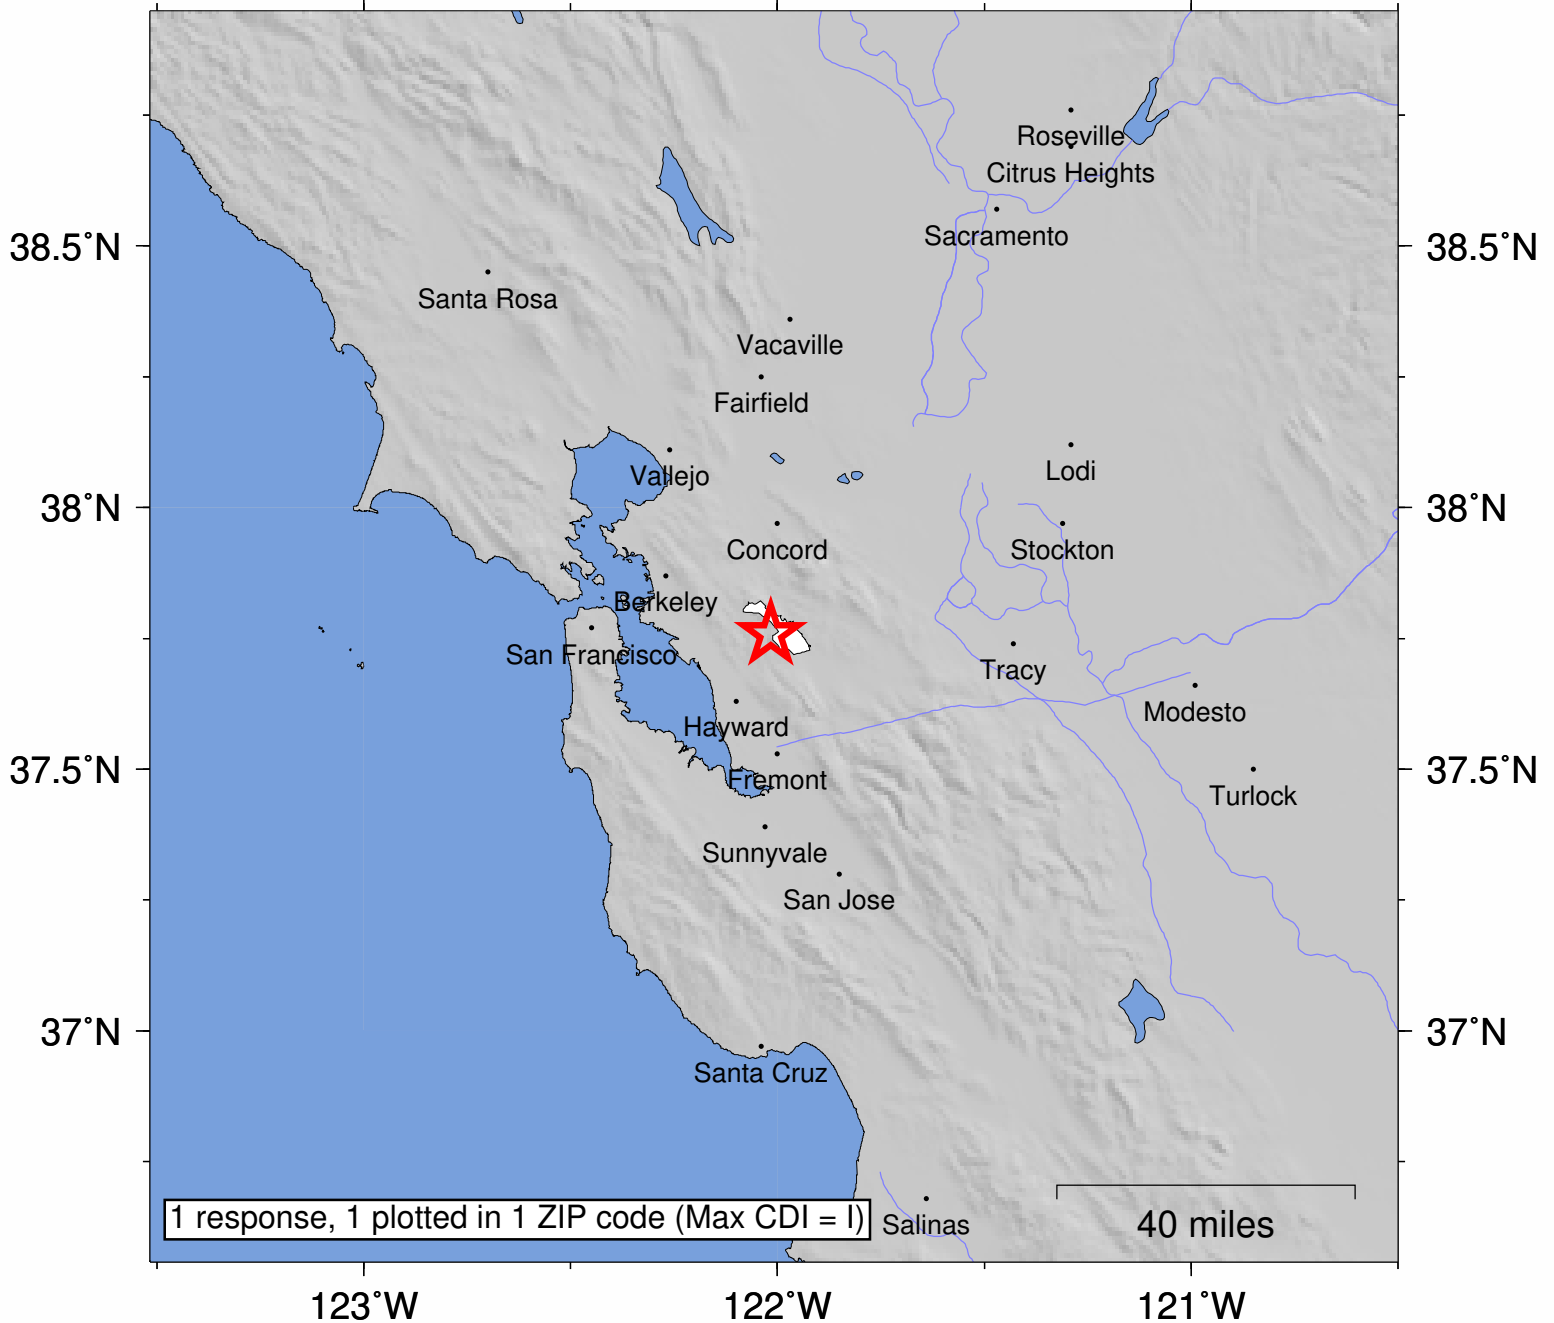 Roseville
Citrus Heights
38.5˚N
Sacramento
38.5˚N
Santa Rosa
Vacaville
Fairfield
Vallejo
Lodi
38˚N
38˚N
Concord
Stockton
Berkeley
San Francisco
Tracy
Hayward
Modesto
37.5˚N
Fremont
37.5˚N
Turlock
Sunnyvale
San Jose
37˚N
37˚N
Santa Cruz
1 response, 1 plotted in 1 ZIP code (Max CDI = I)
Salinas
40 miles
123˚W
122˚W
121˚W